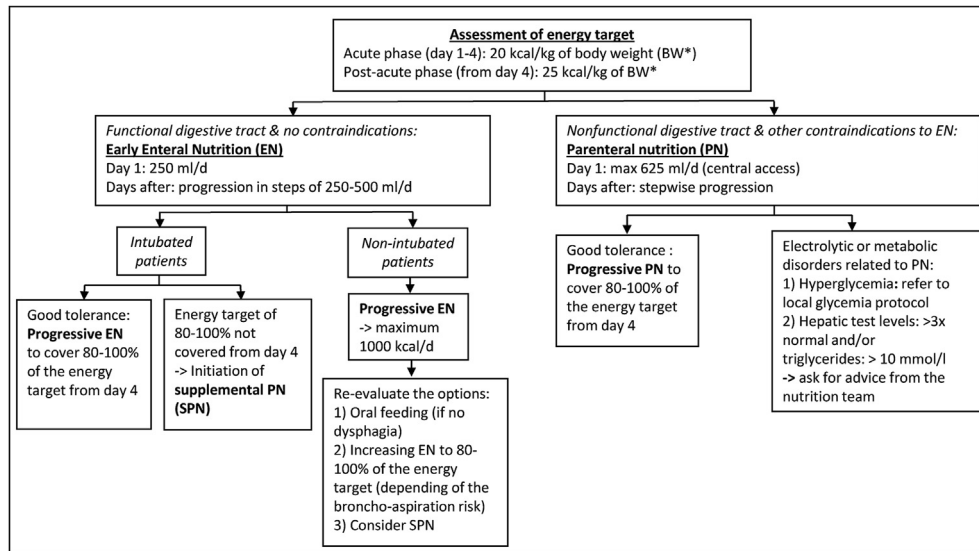 Assessment of energy target
Acute phase (day 1-4): 20 kcal/kg of body weight (BW*)
Post-acute phase (from day 4): 25 kcal/kg of BW*
Functional digestive tract & no contraindications:
Early Enteral Nutrition (EN)
Day 1: 250 ml/d
Days after: progression in steps of 250-500 ml/d
Nonfunctional digestive tract & other contraindications to EN:
Parenteral nutrition (PN)
Day 1: max 625 ml/d (central access)
Days after: stepwise progression
Intubated
patients
Non-intubated
patients
Good tolerance:
Progressive EN
to cover 80-100%
of the energy
target from day 4
Energy target of
80-100% not
covered from day 4
-> Initiation of
supplemental PN
(SPN)
Progressive EN
-> maximum
1000 kcal/d
Re-evaluate the options:
1) Oral feeding (if no
dysphagia)
2) Increasing EN to 80-
100% of the energy
target (depending of the
broncho-aspiration risk)
3) Consider SPN
Good tolerance :
Progressive PN to
cover 80-100% of
the energy target
from day 4
Electrolytic or metabolic
disorders related to PN:
1) Hyperglycemia: refer to
local glycemia protocol
2) Hepatic test levels: >3x
normal and/or
triglycerides: > 10 mmol/l
-> ask for advice from the
nutrition team